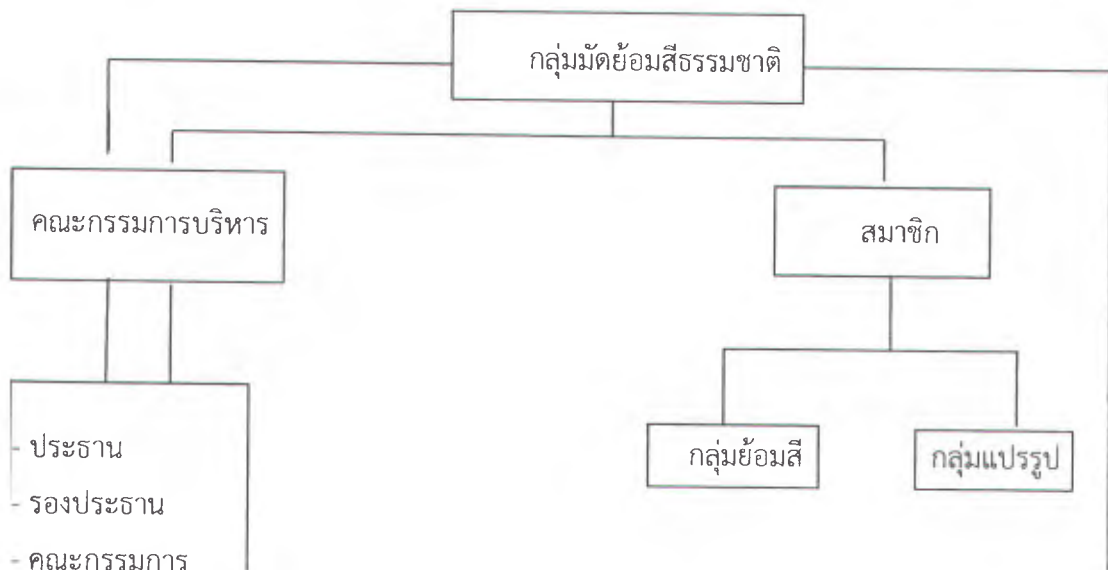 กลุ่มมัดย้อมสีธรรมชาติ
คณะกรรมการบริหาร
สมาชิก
กลุ่มย้อมสี
กลุ่มแปรรูป
- ประธาน
- รองประธาน
- คณะกรรมการ